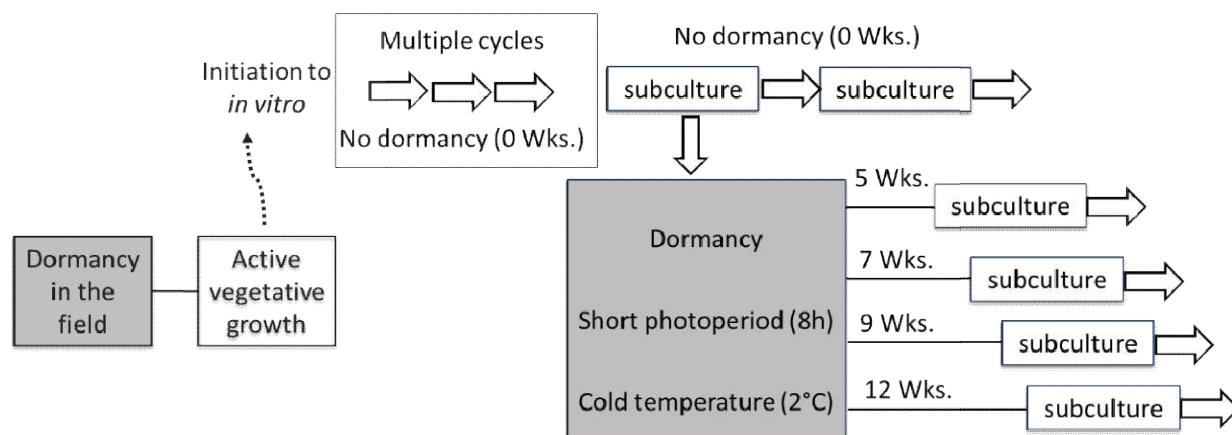 Dormancy
in the
field
Active
vegetative
growth
Initiation to
in vitro
Multiple cycles
No dormancy (0 Wks.)
No dormancy (0 Wks.)
subculture
subculture
Dormancy
Short photoperiod (8h)
Cold temperature (2°C)
5 Wks.
subculture
7 Wks.
subculture
9 Wks.
subculture
12 Wks.
subculture